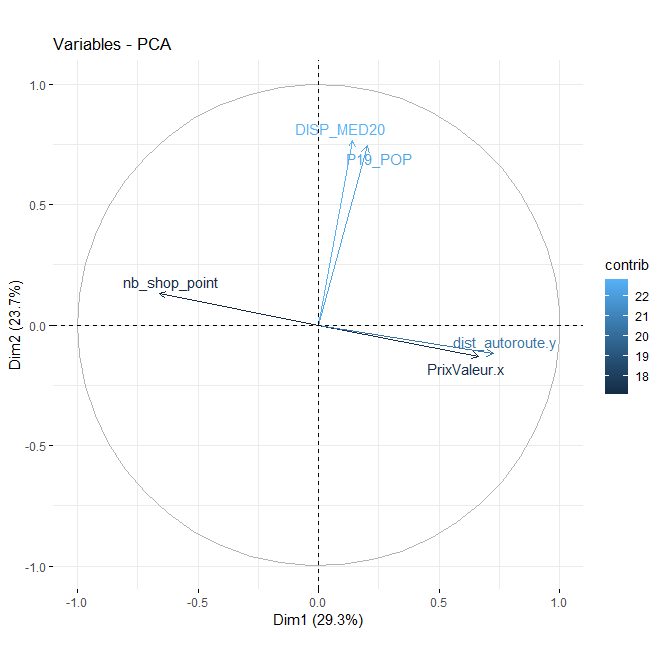 Variables - PCA
1.0
0.5
0.0
-0.5
-1.0
Dim2 (23.7%)
DISP_MED20
P19_POP
nb_shop_point
dist_autoroute.y
PrixValeur.x
-1.0 -0.5 0.0 0.5 1.0
Dim1 (29.3%)
contrib
22
21
20
19
18